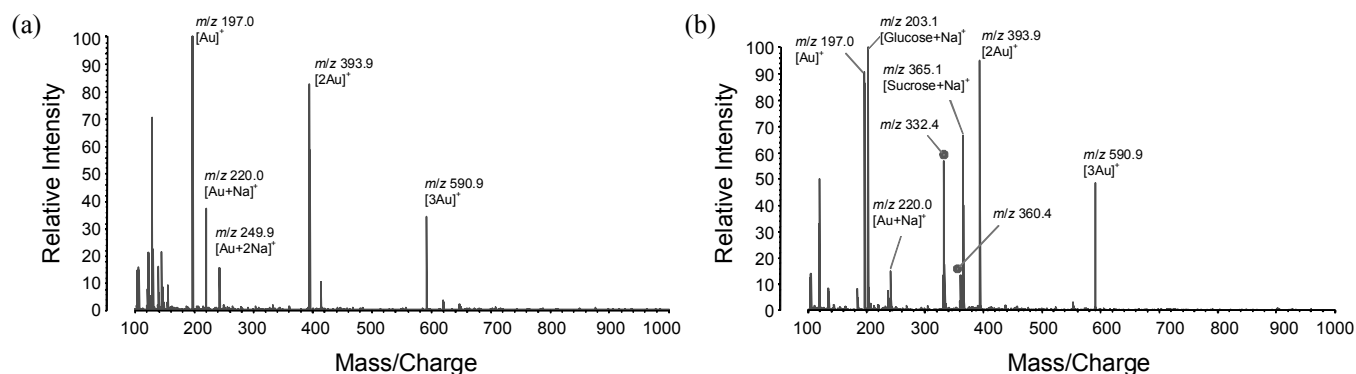 (a)
m/z 197.0
[Au]⁺
m/z 393.9
[2Au]⁺
m/z 220.0
[Au+Na]⁺
m/z 249.9
[Au+2Na]⁺
m/z 590.9
[3Au]⁺
Relative Intensity
100
90
80
70
60
50
40
30
20
10
0
100 200 300 400 500 600 700 800 900 1000
Mass/Charge
(b)
m/z 203.1
[Glucose+Na]⁺
m/z 197.0
[Au]⁺
m/z 393.9
[2Au]⁺
m/z 365.1
[Sucrose+Na]⁺
m/z 332.4
m/z 590.9
[3Au]⁺
m/z 220.0
[Au+Na]⁺
m/z 360.4
Relative Intensity
100
90
80
70
60
50
40
30
20
10
0
100 200 300 400 500 600 700 800 900 1000
Mass/Charge